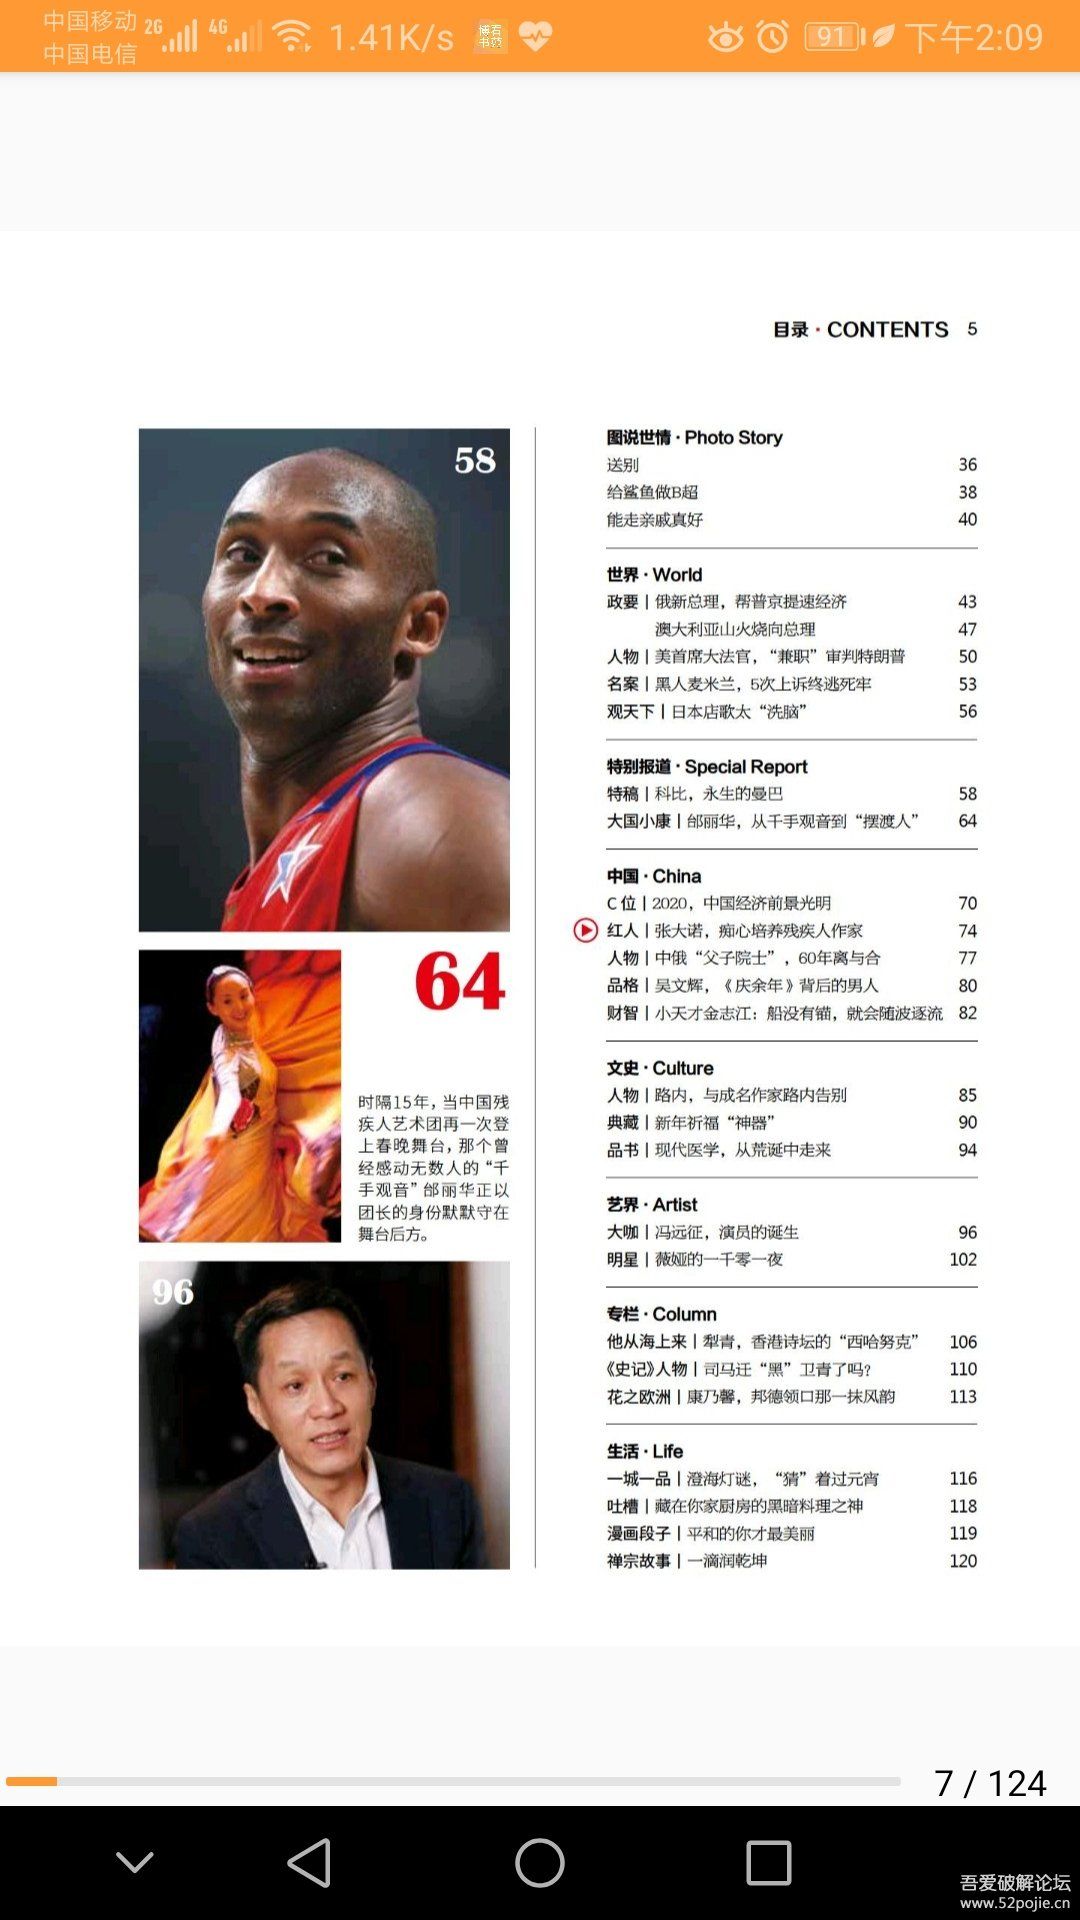 中国移动 2G 4G 1.41K/s 91 下午2:09
中国电信
目录 · CONTENTS 5
58
64
时隔15年，当中国残
疾人艺术团再一次登
上春晚舞台，那个曾
经感动无数人的“千
手观音”邰丽华正以
团长的身份默默守在
舞台后方。
96
图说世情 · Photo Story
送别 36
给鲨鱼做B超 38
能走亲戚真好 40
世界 · World
政要 | 俄新总理，帮普京提速经济 43
澳大利亚山火烧向总理 47
人物 | 美首席大法官，“兼职”审判特朗普 50
名案 | 黑人麦米兰，5次上诉终逃死牢 53
观天下 | 日本店歌太“洗脑” 56
特别报道 · Special Report
特稿 | 科比，永生的曼巴 58
大国小康 | 邰丽华，从千手观音到“摆渡人” 64
中国 · China
C 位 | 2020，中国经济前景光明 70
红人 | 张大诺，痴心培养残疾人作家 74
人物 | 中俄“父子院士”，60年离与合 77
品格 | 吴文辉，《庆余年》背后的男人 80
财智 | 小天才金志江：船没有锚，就会随波逐流 82
文史 · Culture
人物 | 路内，与成名作家路内告别 85
典藏 | 新年祈福“神器” 90
品书 | 现代医学，从荒诞中走来 94
艺界 · Artist
大咖 | 冯远征，演员的诞生 96
明星 | 薇娅的一千零一夜 102
专栏 · Column
他从海上来 | 犁青，香港诗坛的“西哈努克” 106
《史记》人物 | 司马迁“黑”卫青了吗？ 110
花之欧洲 | 康乃馨，邦德领口那一抹风韵 113
生活 · Life
一城一品 | 澄海灯谜，“猜”着过元宵 116
吐槽 | 藏在你家厨房的黑暗料理之神 118
漫画段子 | 平和的你才最美丽 119
禅宗故事 | 一滴润乾坤 120
7 / 124
吾爱破解论坛
www.52pojie.cn